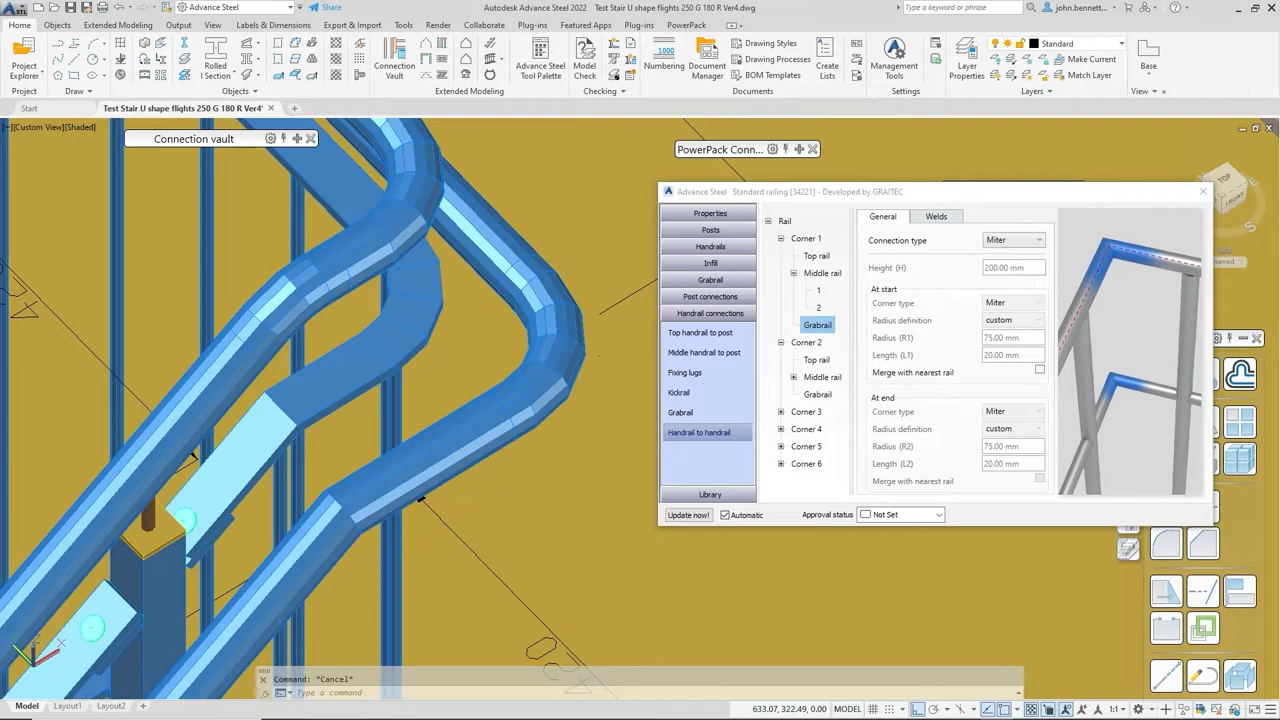 Advance Steel
Share
Autodesk Advance Steel 2022
Test Stair U shape flights 250 G 180 R Ver4.dwg
Type a keyword or phrase
john.bennett...
Home
Objects
Extended Modeling
Output
View
Labels & Dimensions
Export & Import
Tools
Render
Collaborate
Plug-ins
Featured Apps
Plug-ins
PowerPack
Project
Explorer
Rolled
I Section
Connection
Vault
Advance Steel
Tool Palette
Model
Check
1000
Numbering
Document
Manager
Drawing Styles
Drawing Processes
BOM Templates
Create
Lists
Management
Tools
Layer
Properties
Standard
Make Current
Match Layer
Base
Project
Draw
Objects
Extended Modeling
Checking
Documents
Settings
Layers
View
Start
Test Stair U shape flights 250 G 180 R Ver4*
[−][Custom View][Shaded]
Connection vault
PowerPack Conn...
TOP
FRONT
S
Advance Steel   Standard railing [34221] - Developed by GRAITEC
Properties
Posts
Handrails
Infill
Grabrail
Post connections
Handrail connections
Top handrail to post
Middle handrail to post
Fixing lugs
Kickrail
Grabrail
Handrail to handrail
Library
Rail
Corner 1
Top rail
Middle rail
1
2
Grabrail
Corner 2
Top rail
Middle rail
Grabrail
Corner 3
Corner 4
Corner 5
Corner 6
General
Welds
Connection type
Miter
Height (H)
200.00 mm
At start
Corner type
Miter
Radius definition
custom
Radius (R1)
75.00 mm
Length (L1)
20.00 mm
Merge with nearest rail
At end
Corner type
Miter
Radius definition
custom
Radius (R2)
75.00 mm
Length (L2)
20.00 mm
Merge with nearest rail
Update now!
Automatic
Approval status
Not Set
Command: *Cancel*
Type a command
Model
Layout1
Layout2
633.07, 322.49, 0.00
MODEL
1:1